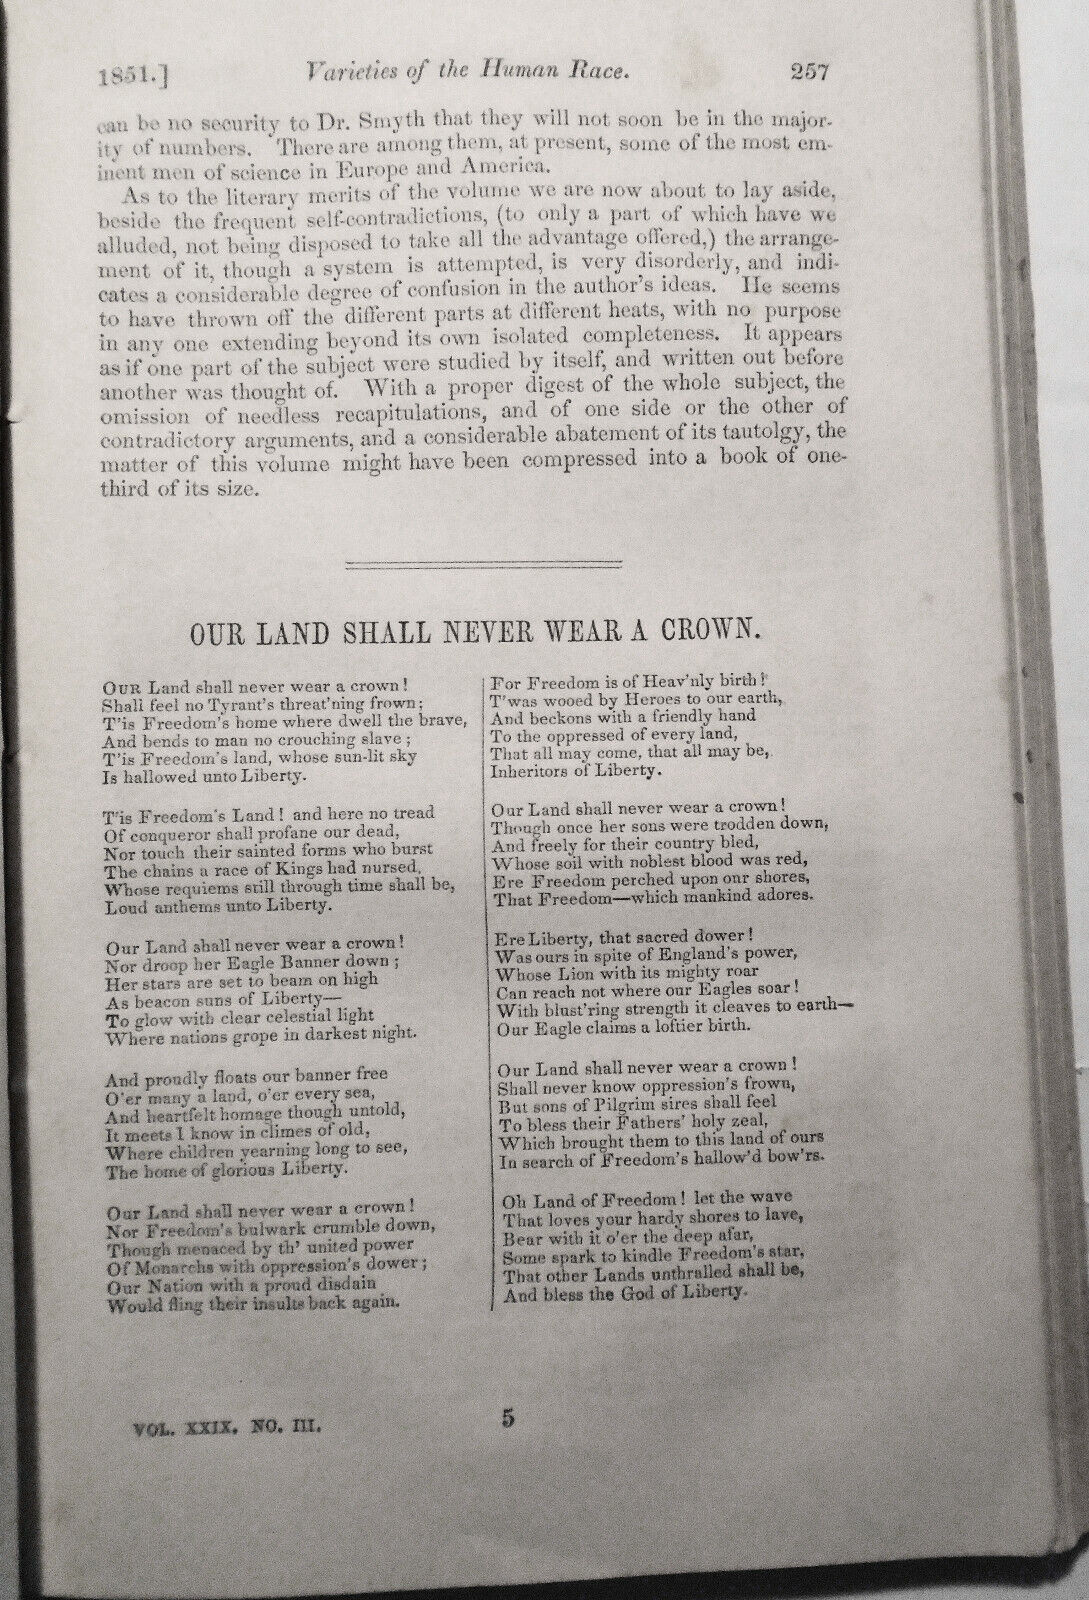 1851.] Varieties of the Human Race. 257
can be no security to Dr. Smyth that they will not soon be in the major-
ity of numbers. There are among them, at present, some of the most em-
inent men of science in Europe and America.
As to the literary merits of the volume we are now about to lay aside,
beside the frequent self-contradictions, (to only a part of which have we
alluded, not being disposed to take all the advantage offered,) the arrange-
ment of it, though a system is attempted, is very disorderly, and indi-
cates a considerable degree of confusion in the author's ideas. He seems
to have thrown off the different parts at different heats, with no purpose
in any one extending beyond its own isolated completeness. It appears
as if one part of the subject were studied by itself, and written out before
another was thought of. With a proper digest of the whole subject, the
omission of needless recapitulations, and of one side or the other of
contradictory arguments, and a considerable abatement of its tautolgy, the
matter of this volume might have been compressed into a book of one-
third of its size.
OUR LAND SHALL NEVER WEAR A CROWN.
OUR Land shall never wear a crown!
Shall feel no Tyrant's threat'ning frown;
T'is Freedom's home where dwell the brave,
And bends to man no crouching slave;
T'is Freedom's land, whose sun-lit sky
Is hallowed unto Liberty.
T'is Freedom's Land! and here no tread
Of conqueror shall profane our dead,
Nor touch their sainted forms who burst
The chains a race of Kings had nursed,
Whose requiems still through time shall be,
Loud anthems unto Liberty.
Our Land shall never wear a crown!
Nor droop her Eagle Banner down;
Her stars are set to beam on high
As beacon suns of Liberty—
To glow with clear celestial light
Where nations grope in darkest night.
And proudly floats our banner free
O'er many a land, o'er every sea,
And heartfelt homage though untold,
It meets I know in climes of old,
Where children yearning long to see,
The home of glorious Liberty.
Our Land shall never wear a crown!
Nor Freedom's bulwark crumble down,
Though menaced by th' united power
Of Monarchs with oppression's dower;
Our Nation with a proud disdain
Would fling their insults back again.
For Freedom is of Heav'nly birth!
T'was wooed by Heroes to our earth,
And beckons with a friendly hand
To the oppressed of every land,
That all may come, that all may be,
Inheritors of Liberty.
Our Land shall never wear a crown!
Though once her sons were trodden down,
And freely for their country bled,
Whose soil with noblest blood was red,
Ere Freedom perched upon our shores,
That Freedom—which mankind adores.
Ere Liberty, that sacred dower!
Was ours in spite of England's power,
Whose Lion with its mighty roar
Can reach not where our Eagles soar!
With blust'ring strength it cleaves to earth—
Our Eagle claims a loftier birth.
Our Land shall never wear a crown!
Shall never know oppression's frown,
But sons of Pilgrim sires shall feel
To bless their Fathers' holy zeal,
Which brought them to this land of ours
In search of Freedom's hallow'd bow'rs.
Oh Land of Freedom! let the wave
That loves your hardy shores to lave,
Bear with it o'er the deep afar,
Some spark to kindle Freedom's star,
That other Lands unthralled shall be,
And bless the God of Liberty.
VOL. XXIX. NO. III. 5